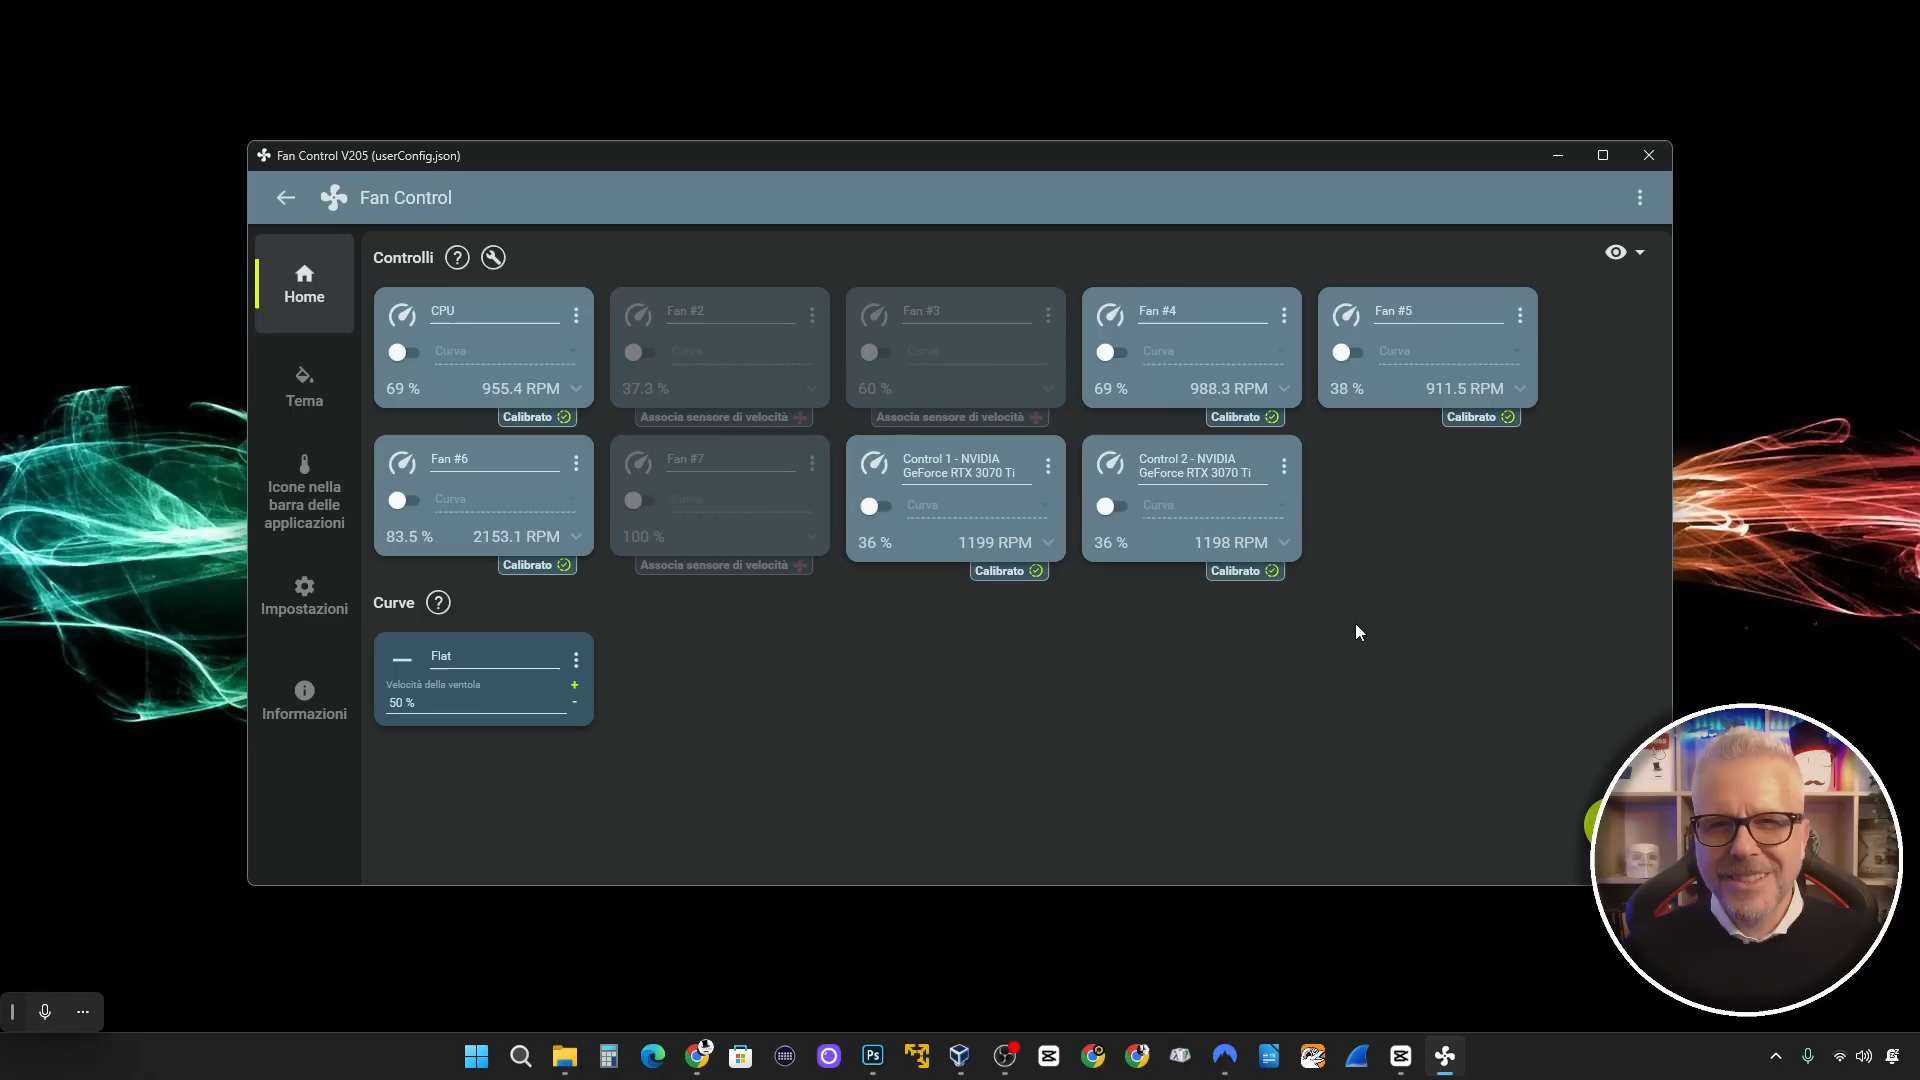 Fan Control V205 (userConfig.json)
Fan Control
Home
Tema
Icone nella
barra delle
applicazioni
Impostazioni
Informazioni
Controlli ?
CPU
Curva
69 % 955.4 RPM
Calibrato
Fan #2
Curva
37.3 %
Associa sensore di velocità
Fan #3
Curva
60 %
Associa sensore di velocità
Fan #4
Curva
69 % 988.3 RPM
Calibrato
Fan #5
Curva
38 % 911.5 RPM
Calibrato
Fan #6
Curva
83.5 % 2153.1 RPM
Calibrato
Fan #7
Curva
100 %
Associa sensore di velocità
Control 1 - NVIDIA
GeForce RTX 3070 Ti
Curva
36 % 1199 RPM
Calibrato
Control 2 - NVIDIA
GeForce RTX 3070 Ti
Curva
36 % 1198 RPM
Calibrato
Curve ?
Flat
Velocità della ventola +
50 % -
Ps